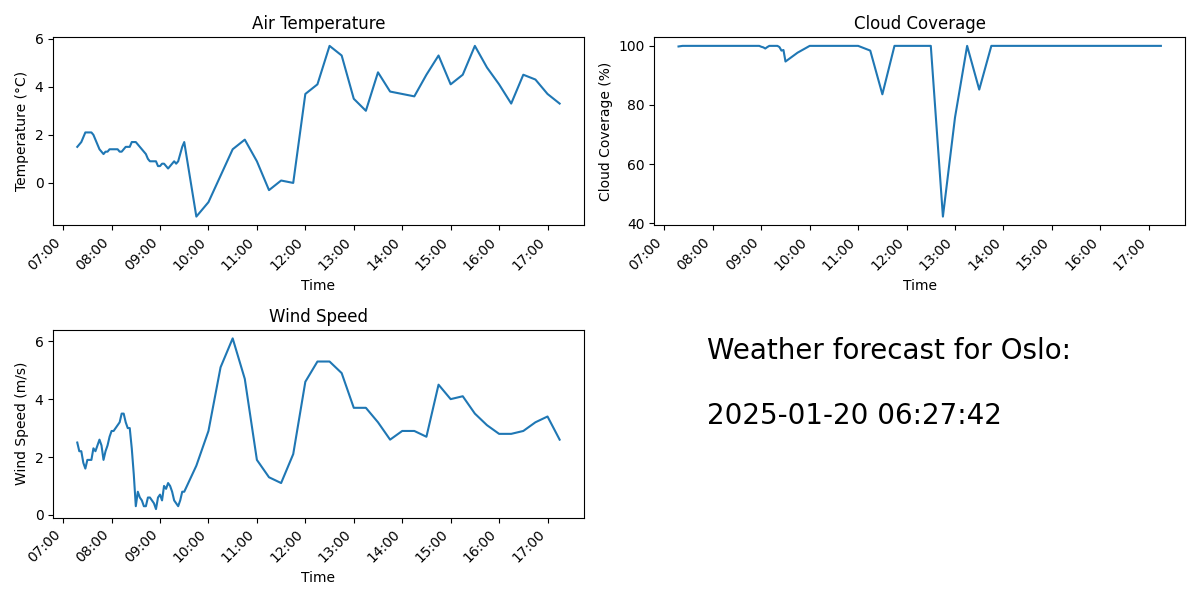 Air Temperature
Temperature (°C)
6
4
2
0
07:00 08:00 09:00 10:00 11:00 12:00 13:00 14:00 15:00 16:00 17:00
Time
Cloud Coverage
Cloud Coverage (%)
100
80
60
40
07:00 08:00 09:00 10:00 11:00 12:00 13:00 14:00 15:00 16:00 17:00
Time
Wind Speed
Wind Speed (m/s)
6
4
2
0
07:00 08:00 09:00 10:00 11:00 12:00 13:00 14:00 15:00 16:00 17:00
Time
Weather forecast for Oslo:
2025-01-20 06:27:42